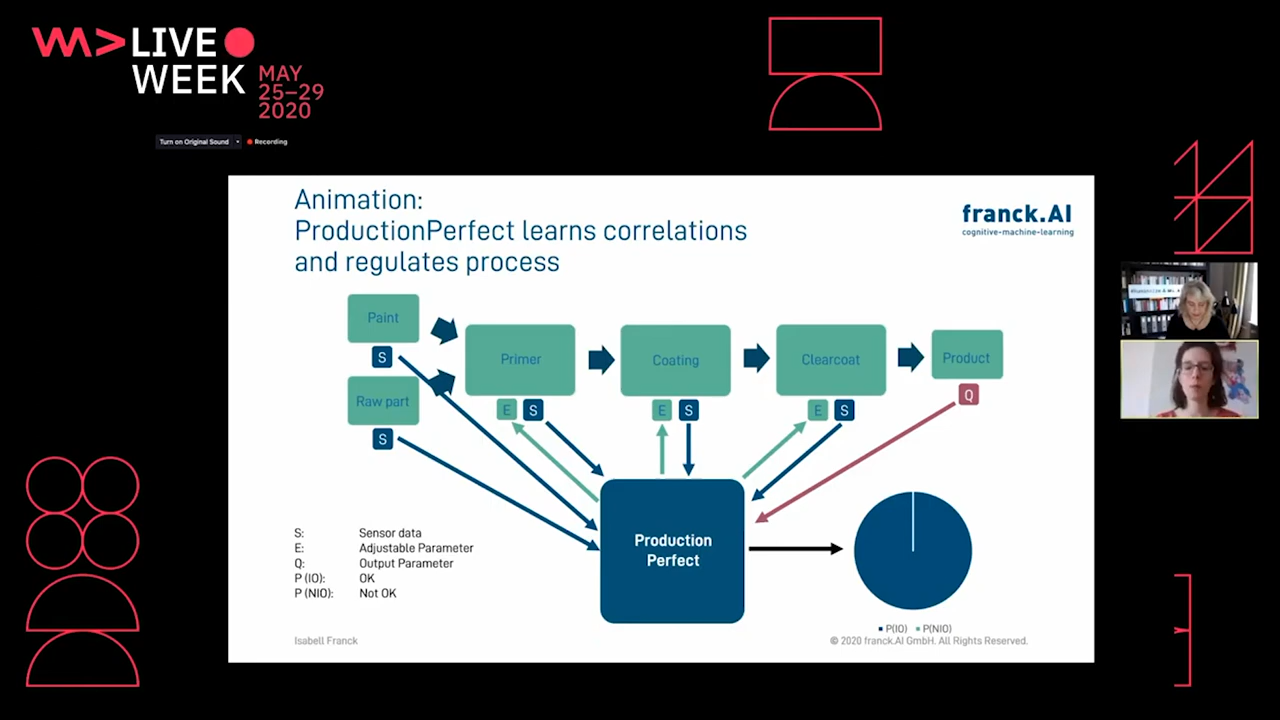 LIVE
WEEK
MAY
25–29
2020
Turn on Original Sound
Recording
Animation:
ProductionPerfect learns correlations
and regulates process
franck.AI
cognitive-machine-learning
Paint
S
Raw part
S
Primer
E S
Coating
E S
Clearcoat
E S
Product
Q
Production
Perfect
S: Sensor data
E: Adjustable Parameter
Q: Output Parameter
P (IO): OK
P (NIO): Not OK
P(IO) P(NIO)
Isabell Franck
© 2020 franck.AI GmbH. All Rights Reserved.